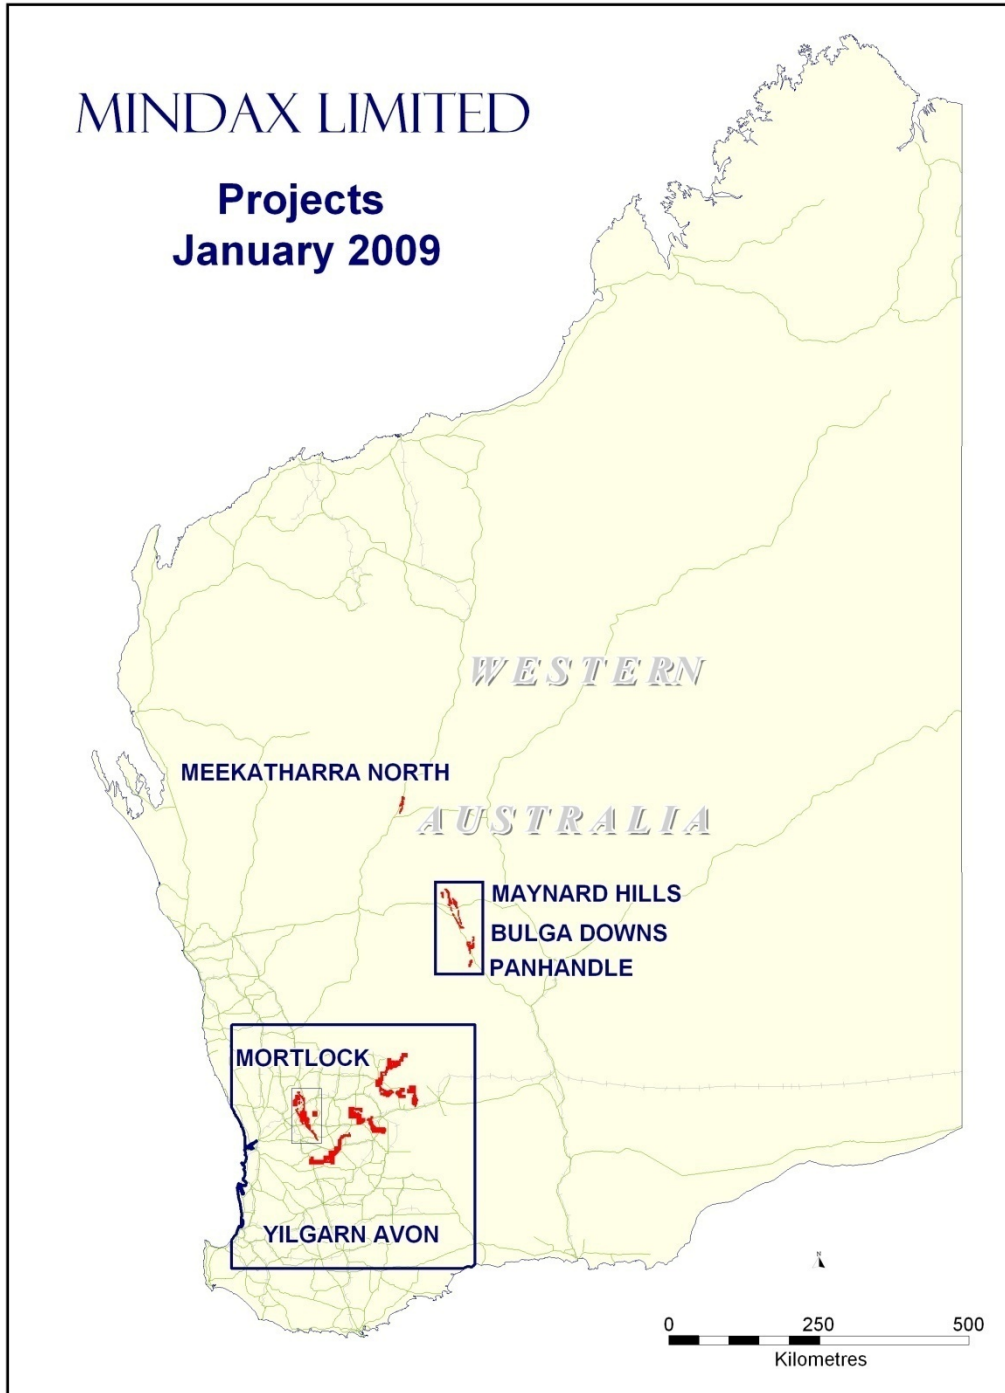 MINDAX LIMITED
Projects
January 2009
WESTERN
MEEKATHARRA NORTH
AUSTRALIA
MAYNARD HILLS
BULGA DOWNS
PANHANDLE
MORTLOCK
YILGARN AVON
N
0 250 500
Kilometres